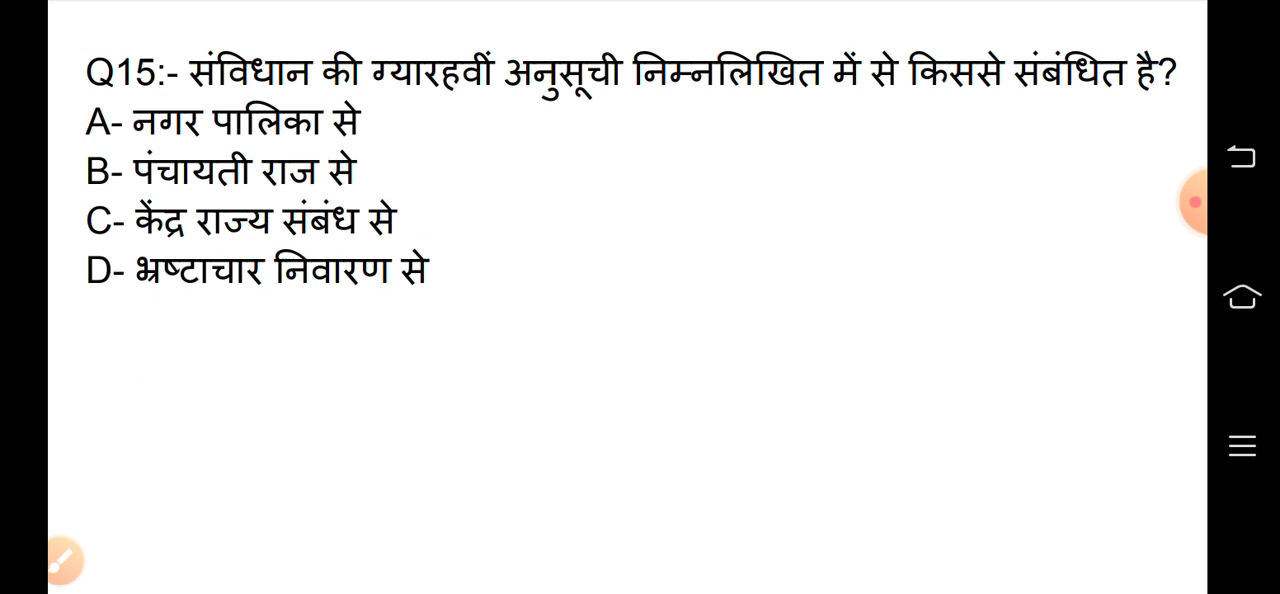 Q15:- संविधान की ग्यारहवीं अनुसूची निम्नलिखित में से किससे संबंधित है?
A- नगर पालिका से
B- पंचायती राज से
C- केंद्र राज्य संबंध से
D- भ्रष्टाचार निवारण से